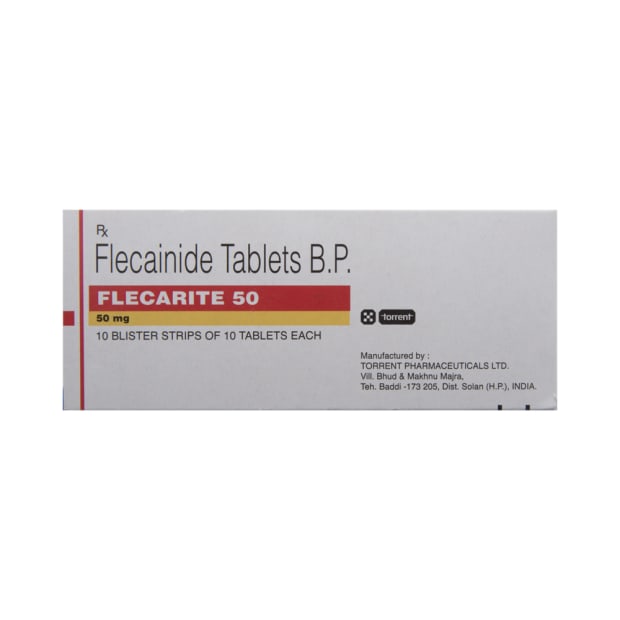 Rx
Flecainide Tablets B.P.
FLECARITE 50
50 mg
10 BLISTER STRIPS OF 10 TABLETS EACH
torrent
Manufactured by :
TORRENT PHARMACEUTICALS LTD.
Vill. Bhud & Makhnu Majra,
Teh. Baddi -173 205, Dist. Solan (H.P.), INDIA.